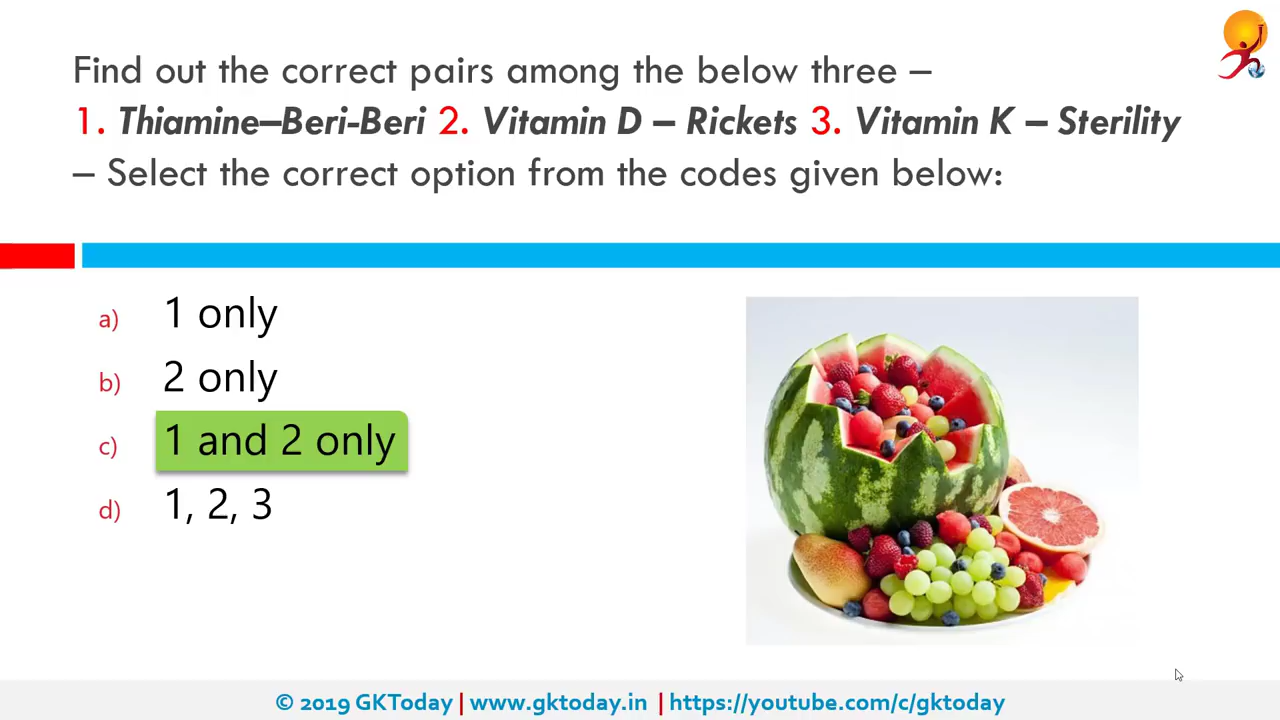 Find out the correct pairs among the below three –
1. Thiamine–Beri-Beri 2. Vitamin D – Rickets 3. Vitamin K – Sterility
– Select the correct option from the codes given below:
a) 1 only
b) 2 only
c) 1 and 2 only
d) 1, 2, 3
© 2019 GKToday | www.gktoday.in | https://youtube.com/c/gktoday